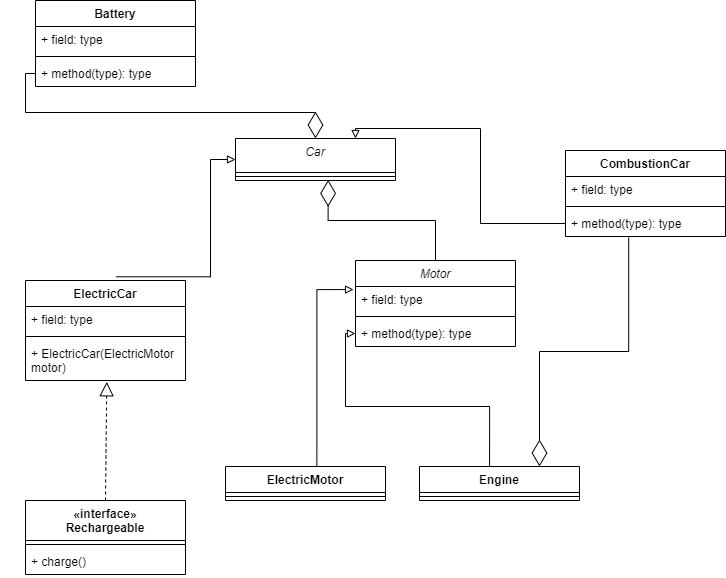 Battery
+ field: type
+ method(type): type
Car
CombustionCar
+ field: type
+ method(type): type
Motor
+ field: type
+ method(type): type
ElectricCar
+ field: type
+ ElectricCar(ElectricMotor
motor)
ElectricMotor
Engine
«interface»
Rechargeable
+ charge()